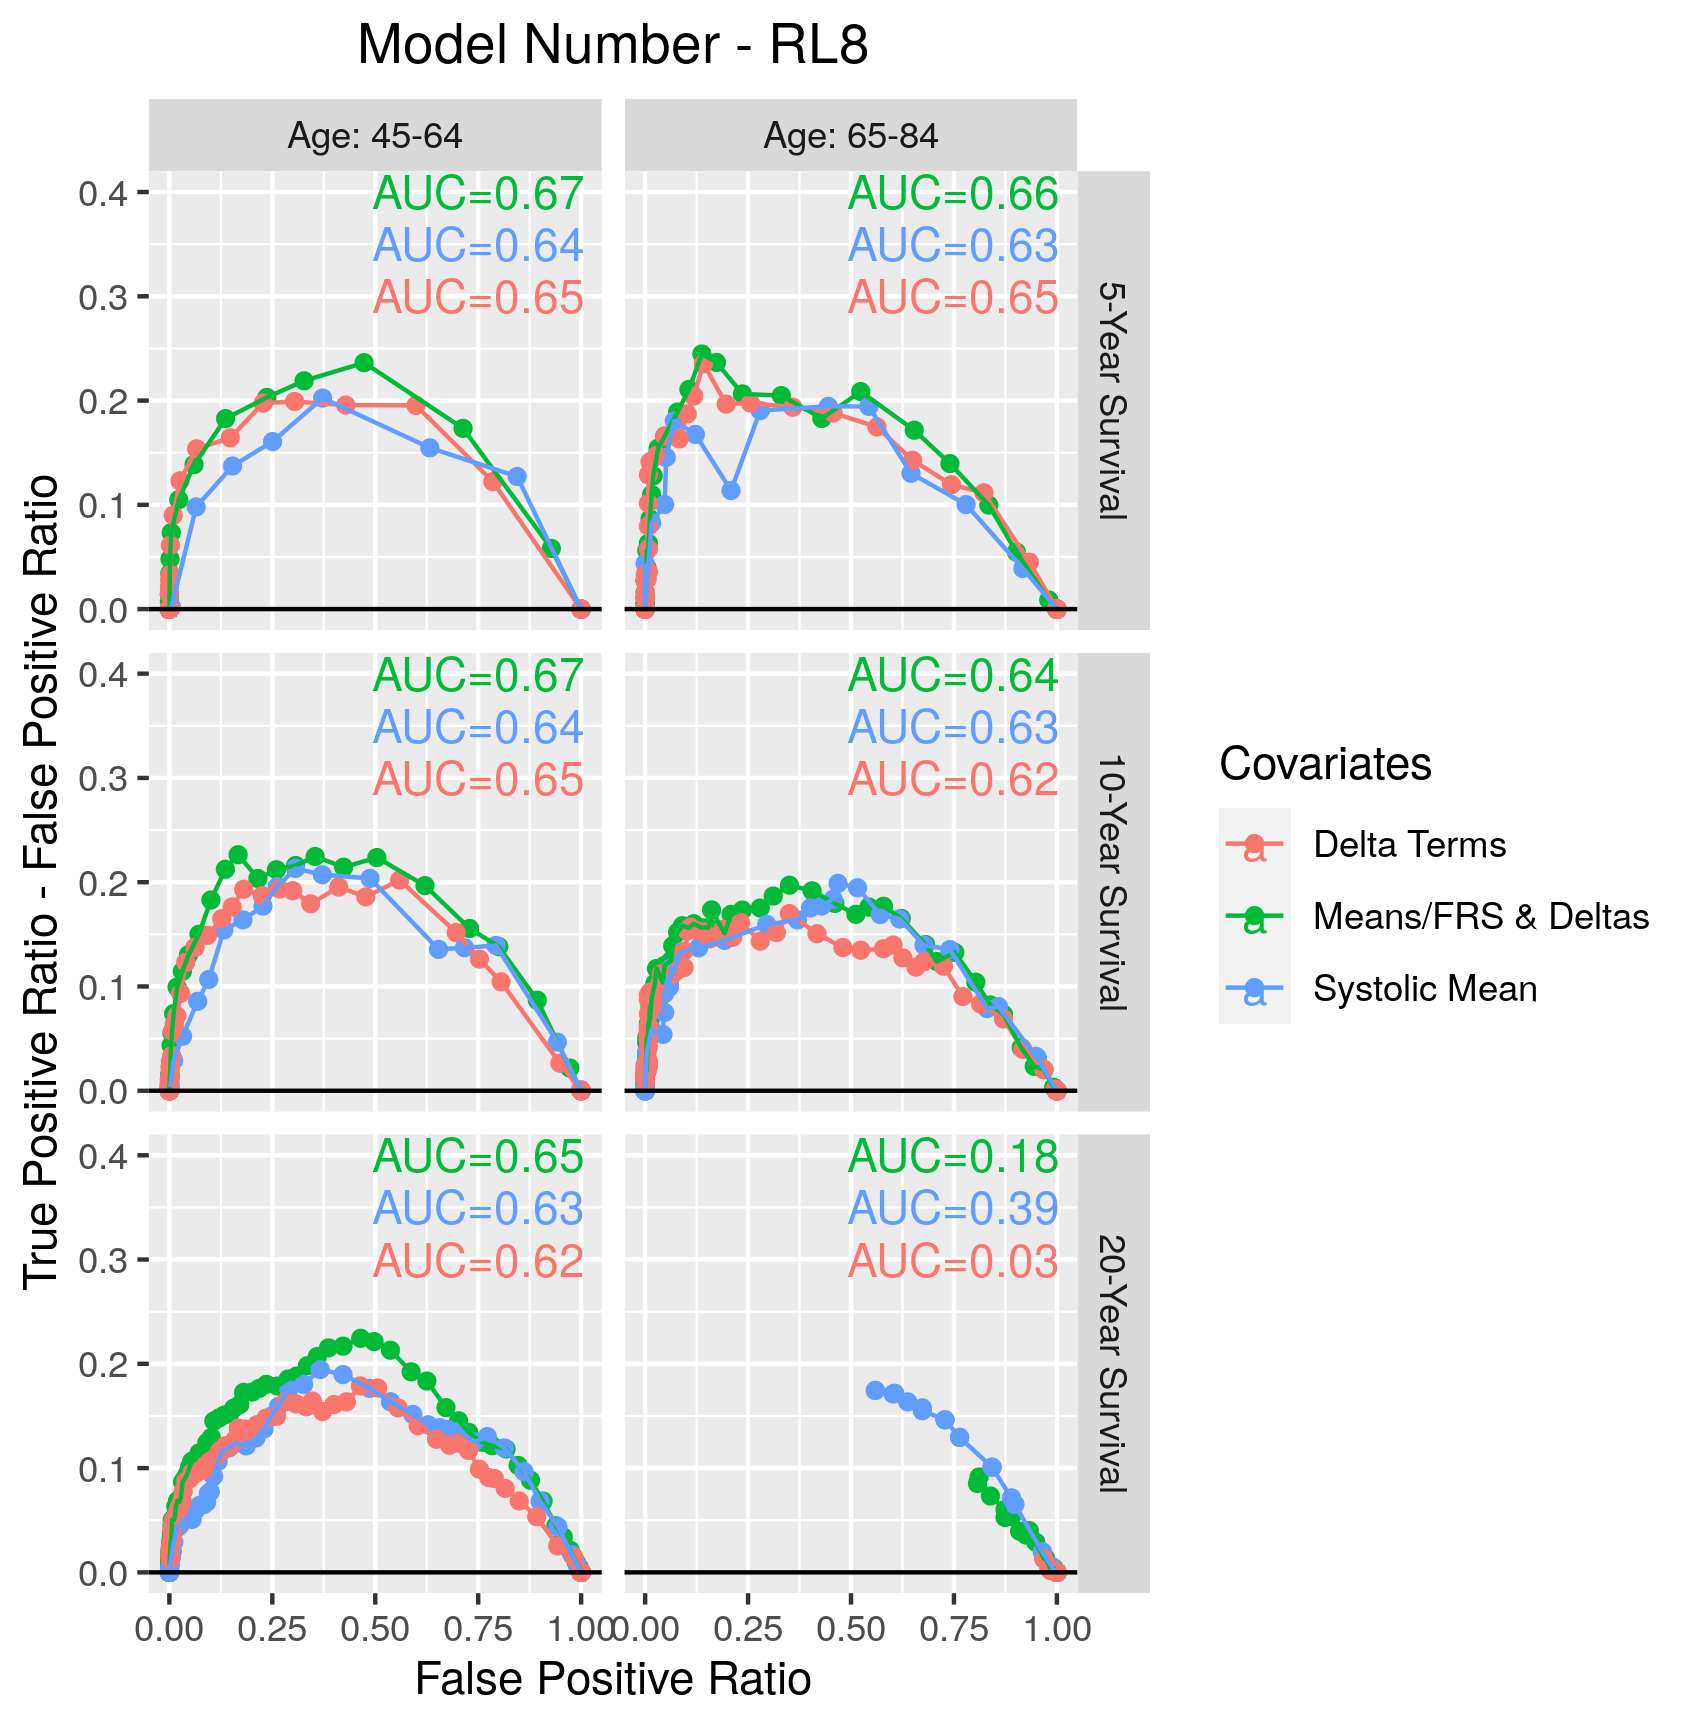 Model Number - RL8
Age: 45-64
Age: 65-84
AUC=0.67
AUC=0.64
AUC=0.65
AUC=0.66
AUC=0.63
AUC=0.65
5-Year Survival
0.4
0.3
0.2
0.1
0.0
AUC=0.67
AUC=0.64
AUC=0.65
AUC=0.64
AUC=0.63
AUC=0.62
10-Year Survival
0.4
0.3
0.2
0.1
0.0
AUC=0.65
AUC=0.63
AUC=0.62
AUC=0.18
AUC=0.39
AUC=0.03
20-Year Survival
0.4
0.3
0.2
0.1
0.0
0.00 0.25 0.50 0.75 1.00
0.00 0.25 0.50 0.75 1.00
False Positive Ratio
True Positive Ratio - False Positive Ratio
Covariates
a Delta Terms
a Means/FRS & Deltas
a Systolic Mean